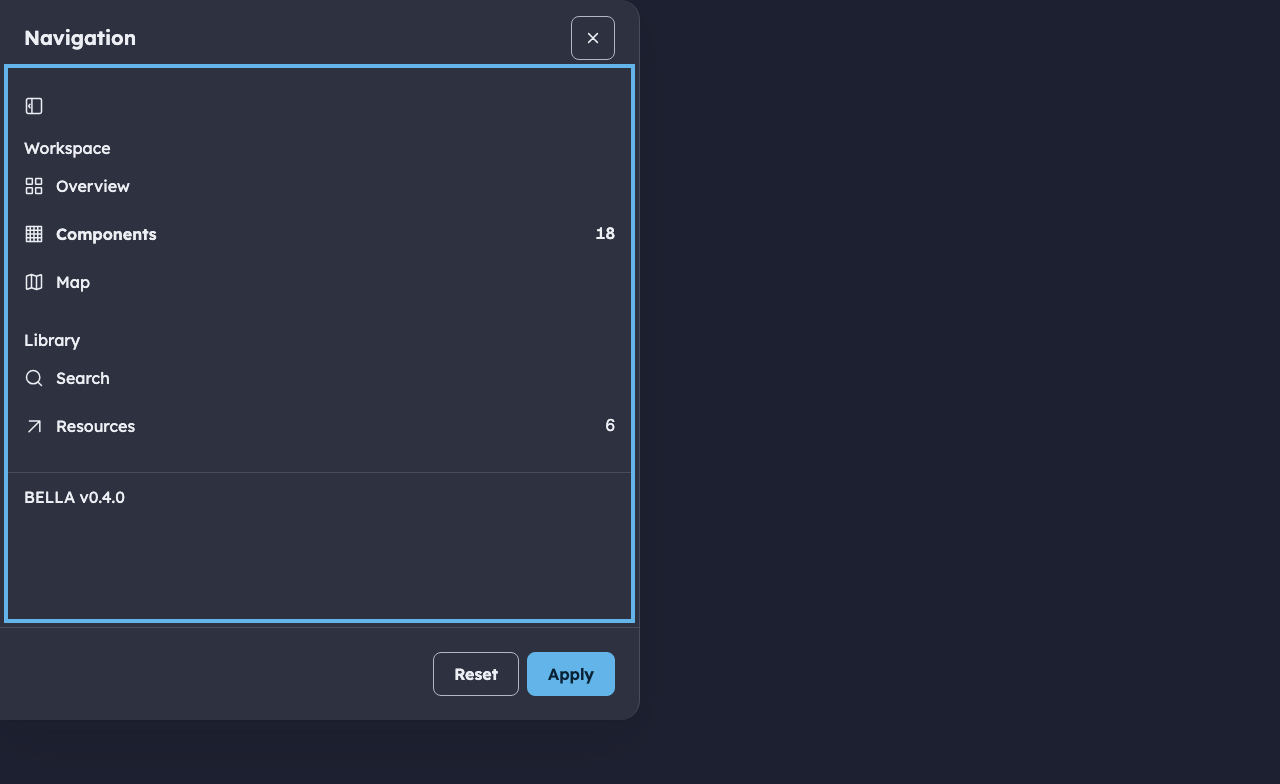 Navigation
Workspace
Overview
Components 18
Map
Library
Search
Resources 6
BELLA v0.4.0
Reset Apply